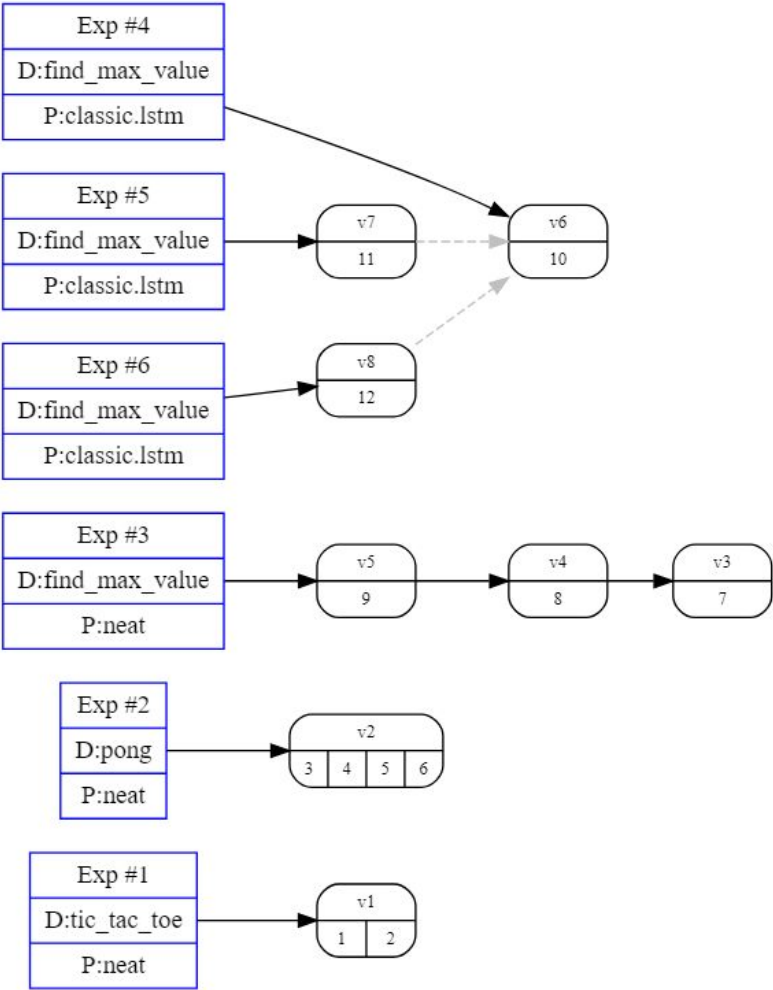 Exp #4
D:find_max_value
P:classic.lstm
Exp #5
D:find_max_value
P:classic.lstm
v7
11
v6
10
Exp #6
D:find_max_value
P:classic.lstm
v8
12
Exp #3
D:find_max_value
P:neat
v5
9
v4
8
v3
7
Exp #2
D:pong
P:neat
v2
3 4 5 6
Exp #1
D:tic_tac_toe
P:neat
v1
1 2